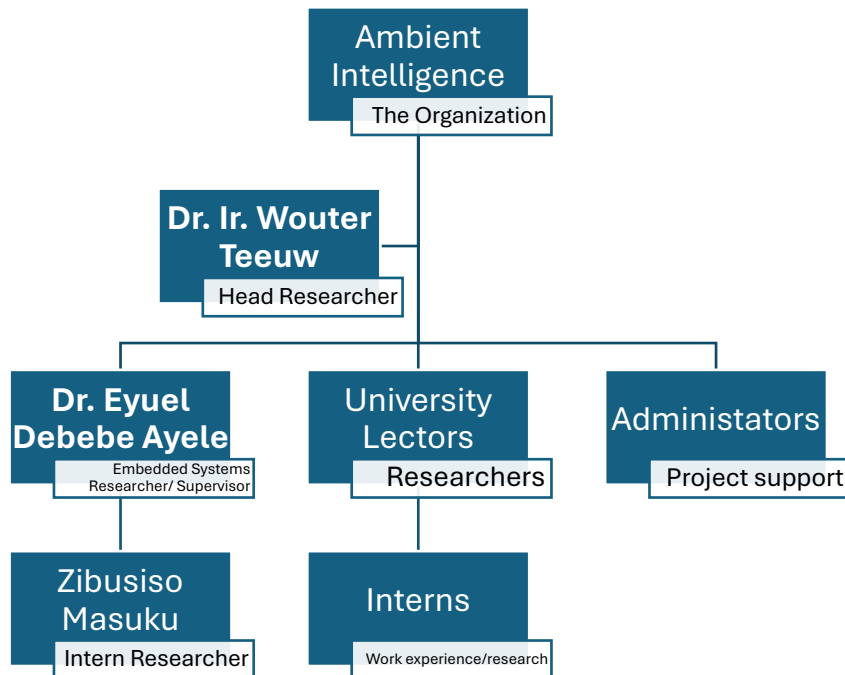 Ambient
Intelligence
The Organization
Dr. Ir. Wouter
Teeuw
Head Researcher
Dr. Eyuel
Debebe Ayele
Embedded Systems
Researcher/ Supervisor
University
Lectors
Researchers
Administators
Project support
Zibusiso
Masuku
Intern Researcher
Interns
Work experience/research